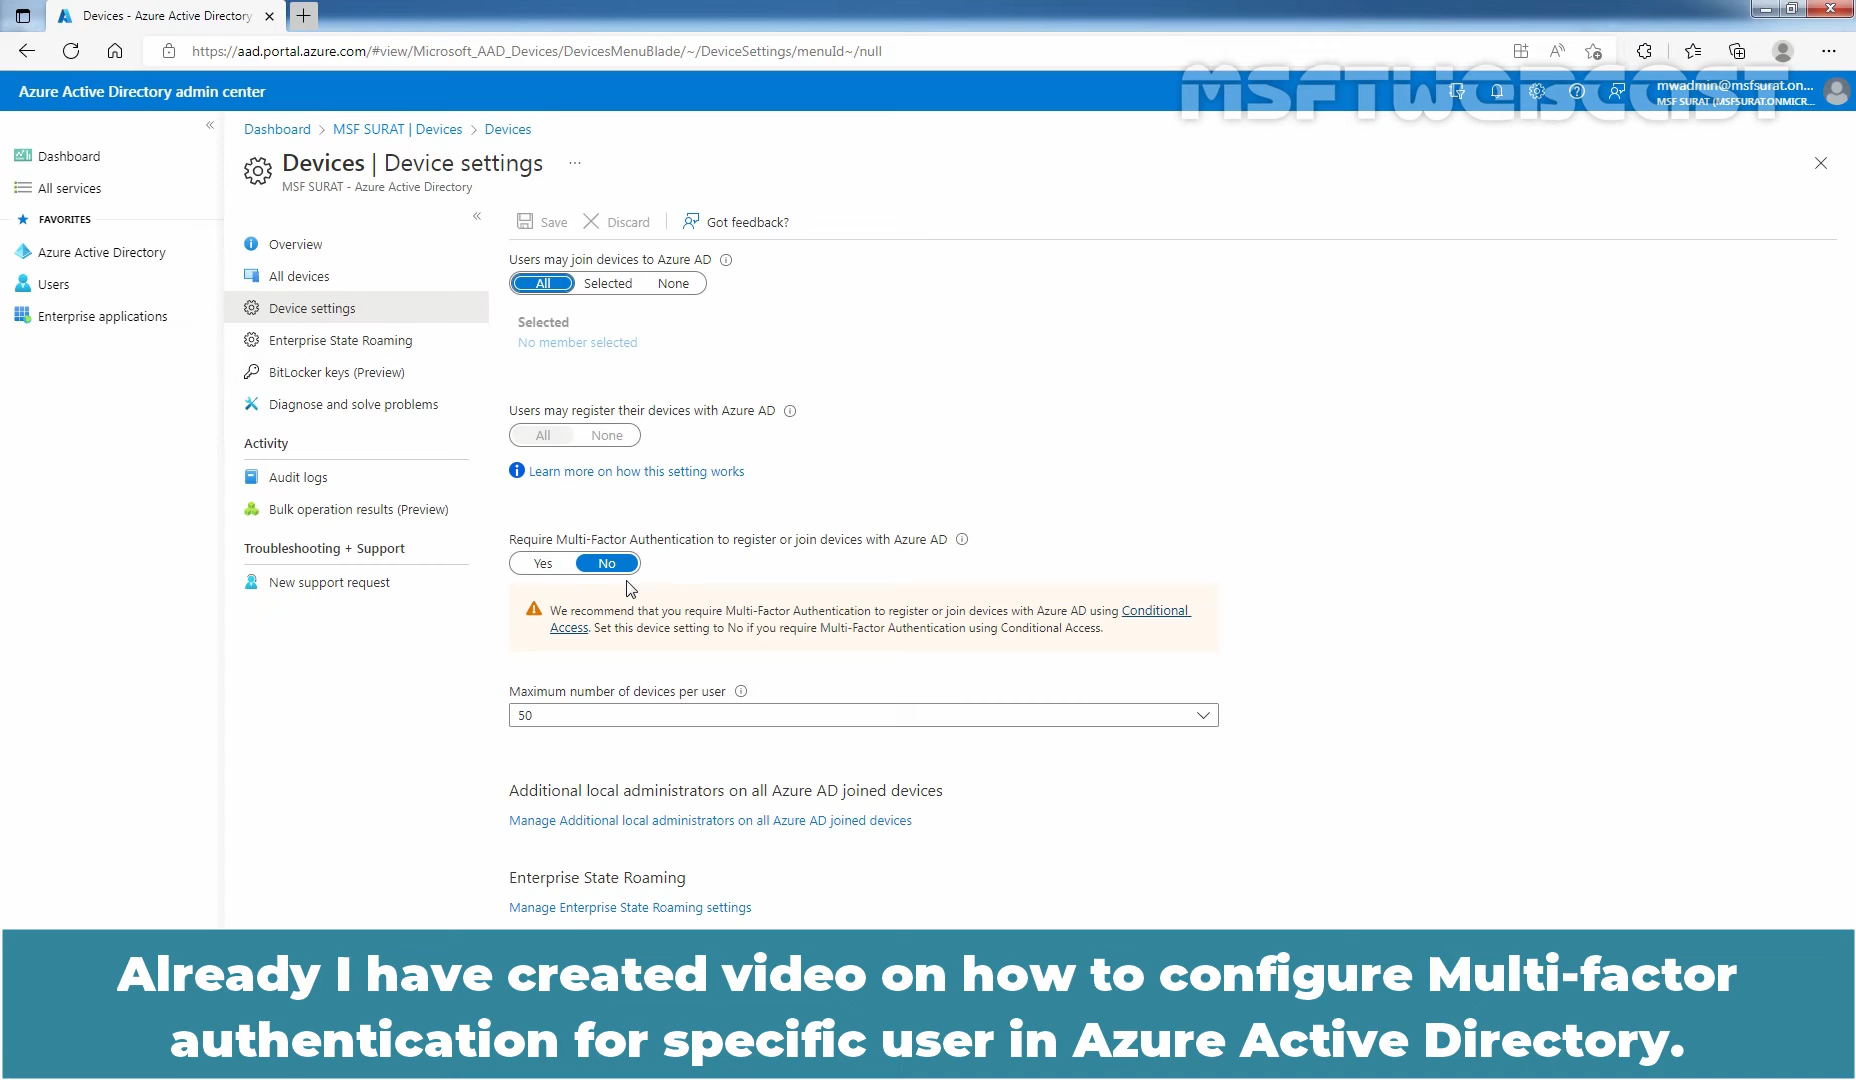 Devices - Azure Active Directory
https://aad.portal.azure.com/#view/Microsoft_AAD_Devices/DevicesMenuBlade/~/DeviceSettings/menuId~/null
MSFTWEBCAST
Azure Active Directory admin center
mwadmin@msfsurat.on...
MSF SURAT (MSFSURAT.ONMICR...
Dashboard > MSF SURAT | Devices > Devices
Devices | Device settings ...
MSF SURAT - Azure Active Directory
Dashboard
All services
FAVORITES
Azure Active Directory
Users
Enterprise applications
Overview
All devices
Device settings
Enterprise State Roaming
BitLocker keys (Preview)
Diagnose and solve problems
Activity
Audit logs
Bulk operation results (Preview)
Troubleshooting + Support
New support request
Save Discard Got feedback?
Users may join devices to Azure AD
All Selected None
Selected
No member selected
Users may register their devices with Azure AD
All None
Learn more on how this setting works
Require Multi-Factor Authentication to register or join devices with Azure AD
Yes No
We recommend that you require Multi-Factor Authentication to register or join devices with Azure AD using Conditional
Access. Set this device setting to No if you require Multi-Factor Authentication using Conditional Access.
Maximum number of devices per user
50
Additional local administrators on all Azure AD joined devices
Manage Additional local administrators on all Azure AD joined devices
Enterprise State Roaming
Manage Enterprise State Roaming settings
Already I have created video on how to configure Multi-factor
authentication for specific user in Azure Active Directory.